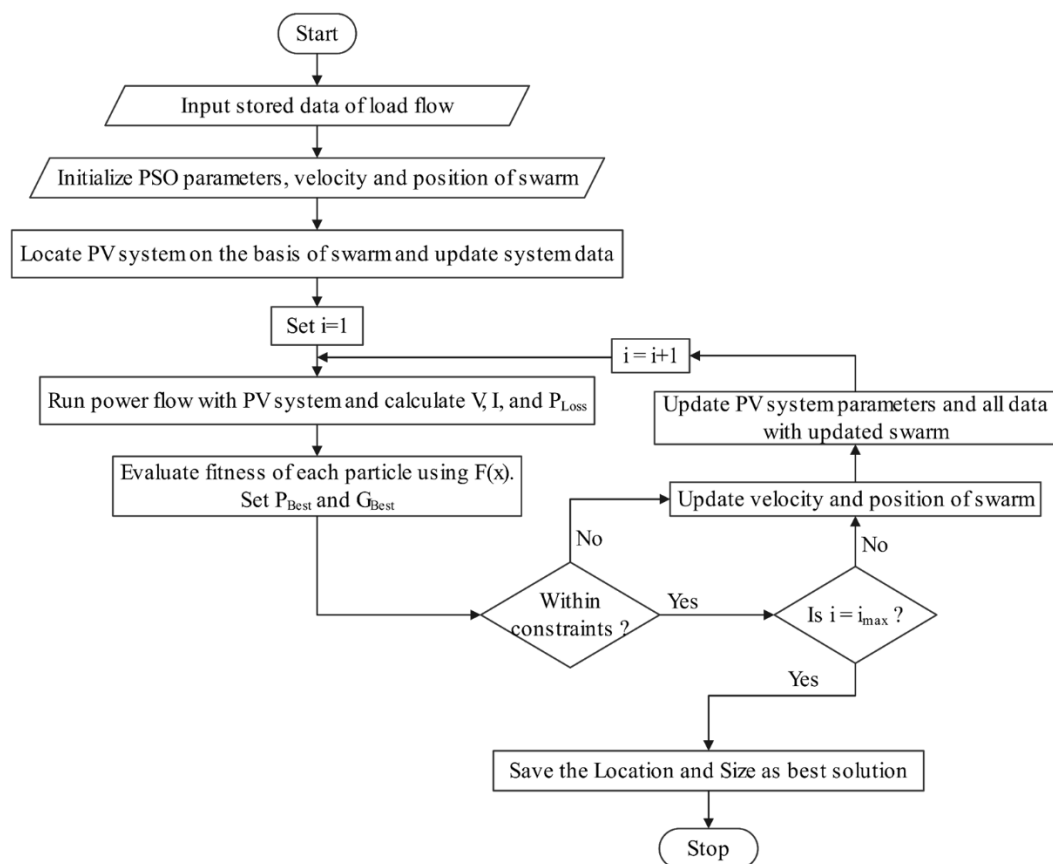 Start
Input stored data of load flow
Initialize PSO parameters, velocity and position of swarm
Locate PV system on the basis of swarm and update system data
Set i=1
i = i+1
Run power flow with PV system and calculate V, I, and P_Loss
Update PV system parameters and all data
with updated swarm
Evaluate fitness of each particle using F(x).
Set P_Best and G_Best
Update velocity and position of swarm
No
No
Within
constraints ?
Yes
Is i = i_max ?
Yes
Save the Location and Size as best solution
Stop